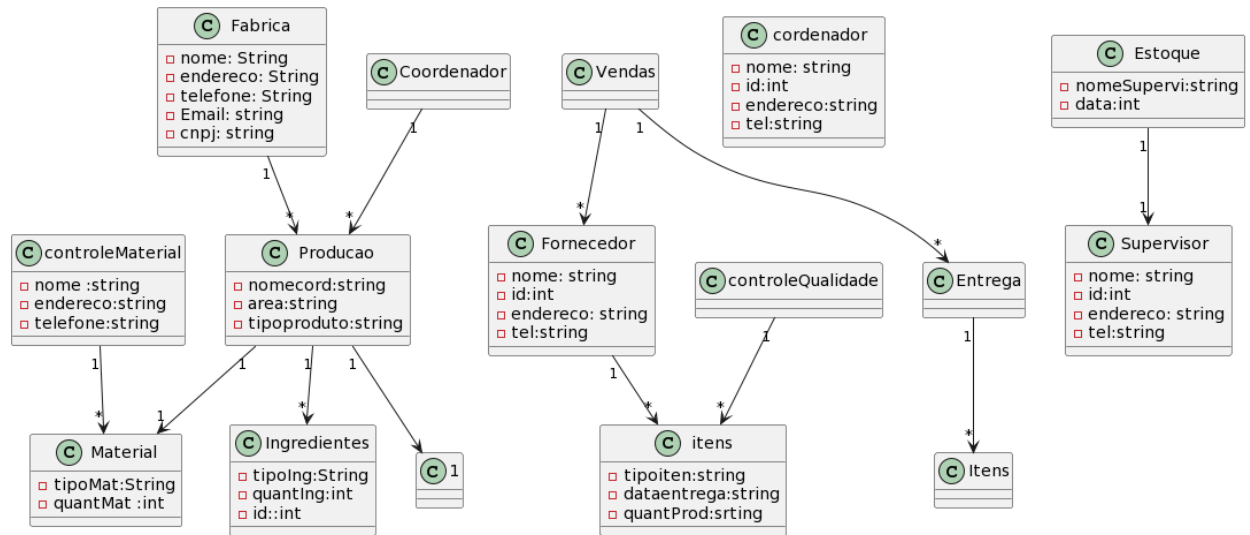 C Fabrica
nome: String
endereco: String
telefone: String
Email: string
cnpj: string
C Coordenador
C Vendas
C cordenador
nome: string
id:int
endereco:string
tel:string
C Estoque
nomeSupervi:string
data:int
1
1
1
1
1
*
*
*
*
1
C controleMaterial
nome :string
endereco:string
telefone:string
C Producao
nomecord:string
area:string
tipoproduto:string
C Fornecedor
nome: string
id:int
endereco: string
tel:string
C controleQualidade
C Entrega
C Supervisor
nome: string
id:int
endereco: string
tel:string
1
1
1
1
1
1
1
*
1
*
*
*
*
C Material
tipoMat:String
quantMat :int
C Ingredientes
tipoIng:String
quantIng:int
id::int
C 1
C itens
tipoiten:string
dataentrega:string
quantProd:srting
C Itens